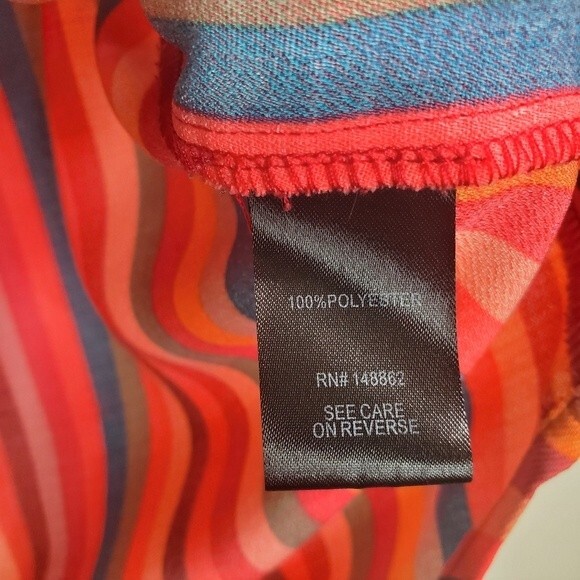 100%POLYESTER
RN# 148862
SEE CARE
ON REVERSE